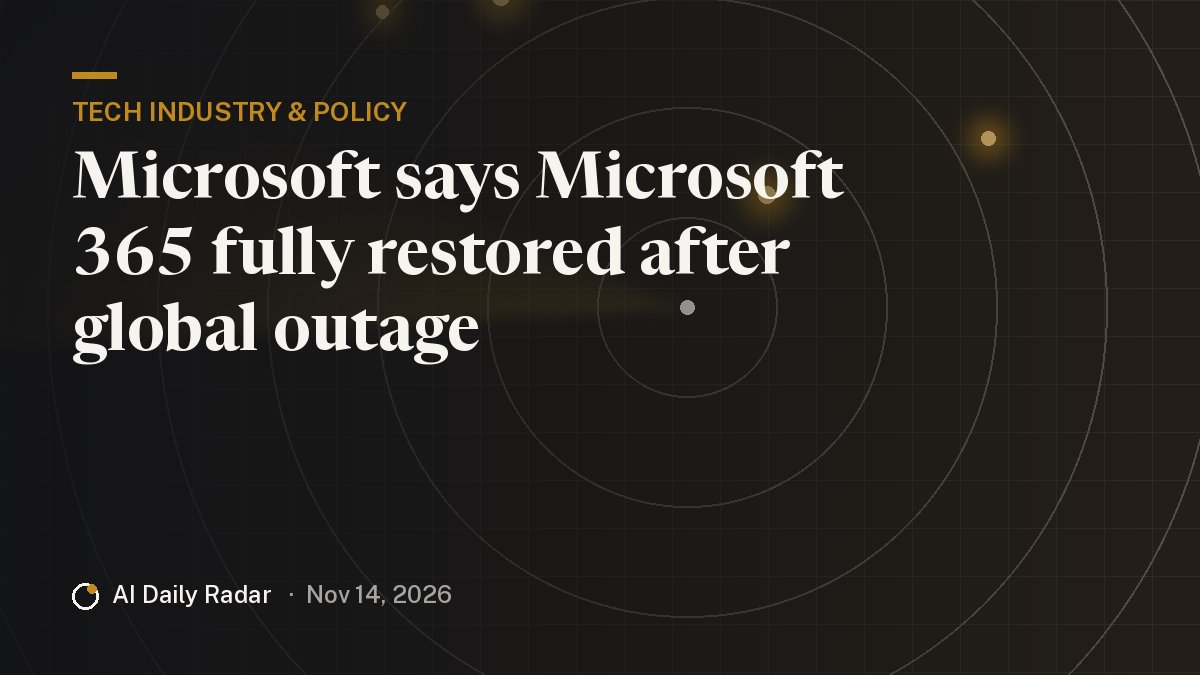 TECH INDUSTRY & POLICY
Microsoft says Microsoft
365 fully restored after
global outage
AI Daily Radar · Nov 14, 2026